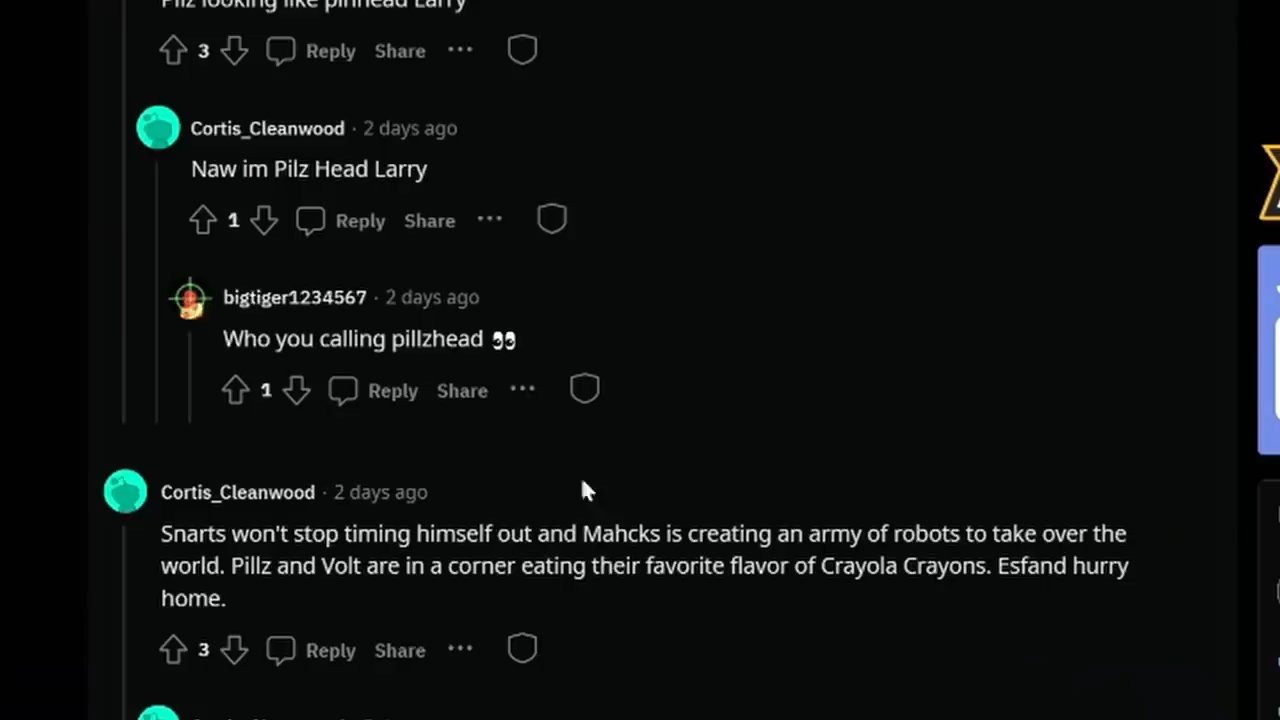 Pilz looking like pinhead Larry
3 Reply Share
Cortis_Cleanwood · 2 days ago
Naw im Pilz Head Larry
1 Reply Share
bigtiger1234567 · 2 days ago
Who you calling pillzhead 👀
1 Reply Share
Cortis_Cleanwood · 2 days ago
Snarts won't stop timing himself out and Mahcks is creating an army of robots to take over the
world. Pillz and Volt are in a corner eating their favorite flavor of Crayola Crayons. Esfand hurry
home.
3 Reply Share